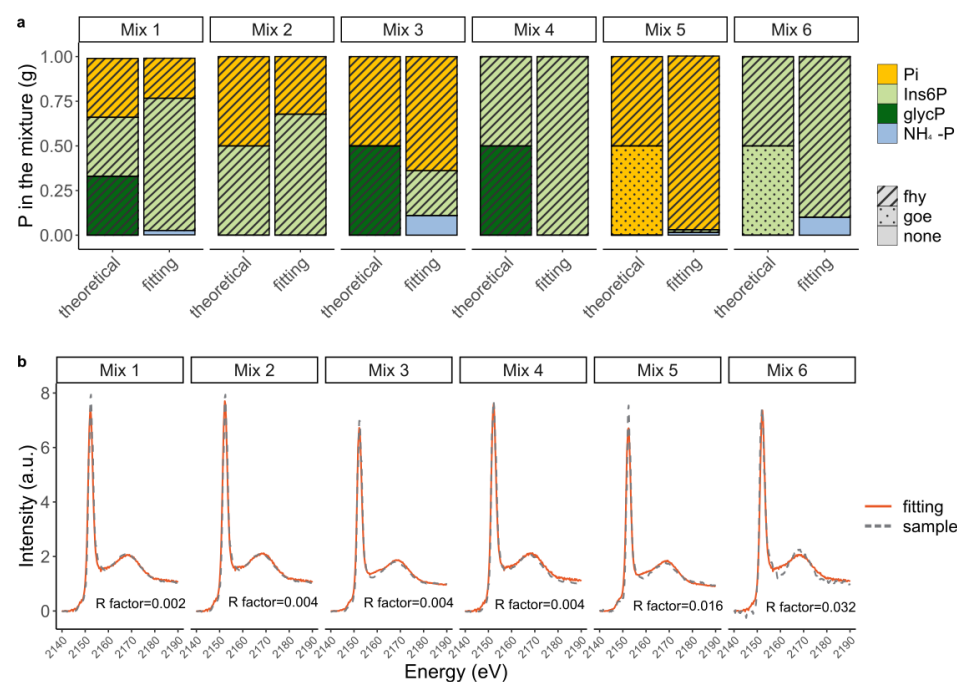 a
Mix 1 Mix 2 Mix 3 Mix 4 Mix 5 Mix 6
P in the mixture (g)
1.00
0.75
0.50
0.25
0.00
theoretical fitting theoretical fitting theoretical fitting theoretical fitting theoretical fitting theoretical fitting
Pi
Ins6P
glycP
NH₄ -P
fhy
goe
none
b
Mix 1 Mix 2 Mix 3 Mix 4 Mix 5 Mix 6
Intensity (a.u.)
8
6
4
2
0
R factor=0.002 R factor=0.004 R factor=0.004 R factor=0.004 R factor=0.016 R factor=0.032
2140 2150 2160 2170 2180 2190 2140 2150 2160 2170 2180 2190 2140 2150 2160 2170 2180 2190 2140 2150 2160 2170 2180 2190 2140 2150 2160 2170 2180 2190 2140 2150 2160 2170 2180 2190
Energy (eV)
fitting
sample